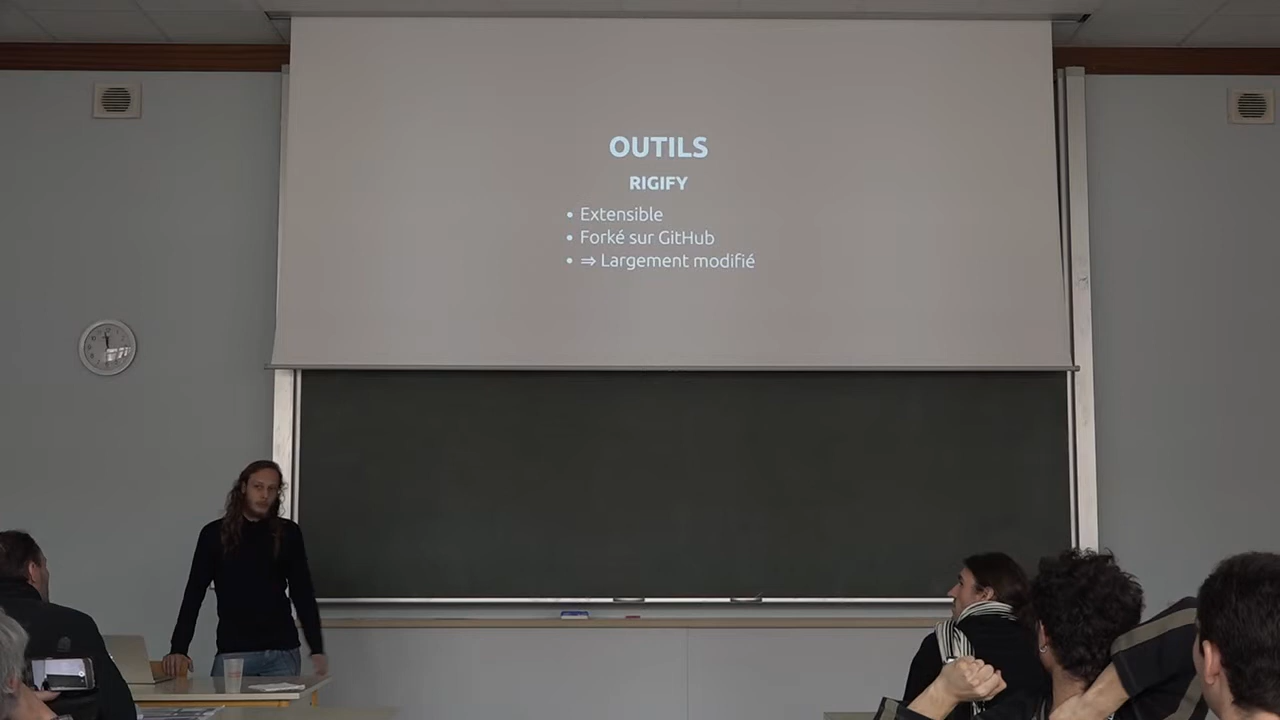 OUTILS
RIGIFY
• Extensible
• Forké sur GitHub
• ⇒ Largement modifié